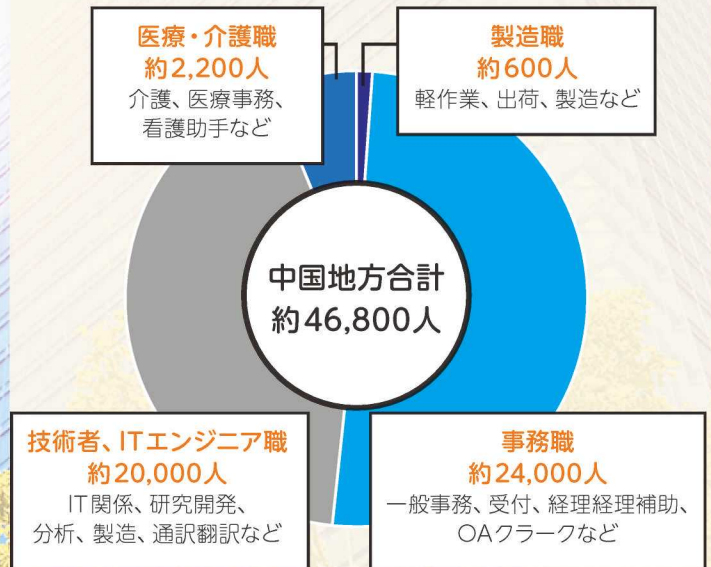 医療・介護職
約2,200人
介護、医療事務、
看護助手など
製造職
約600人
軽作業、出荷、製造など
中国地方合計
約46,800人
技術者、ITエンジニア職
約20,000人
IT関係、研究開発、
分析、製造、通訳翻訳など
事務職
約24,000人
一般事務、受付、経理経理補助、
OAクラークなど